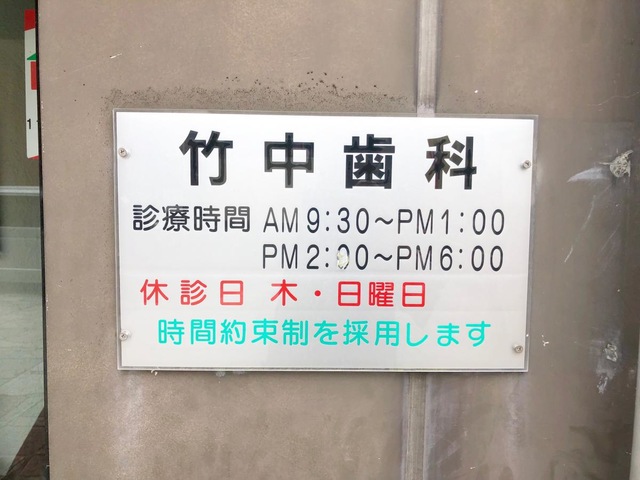 竹中歯科
診療時間 AM9:30～PM1:00
PM2:00～PM6:00
休診日 木・日曜日
時間約束制を採用します